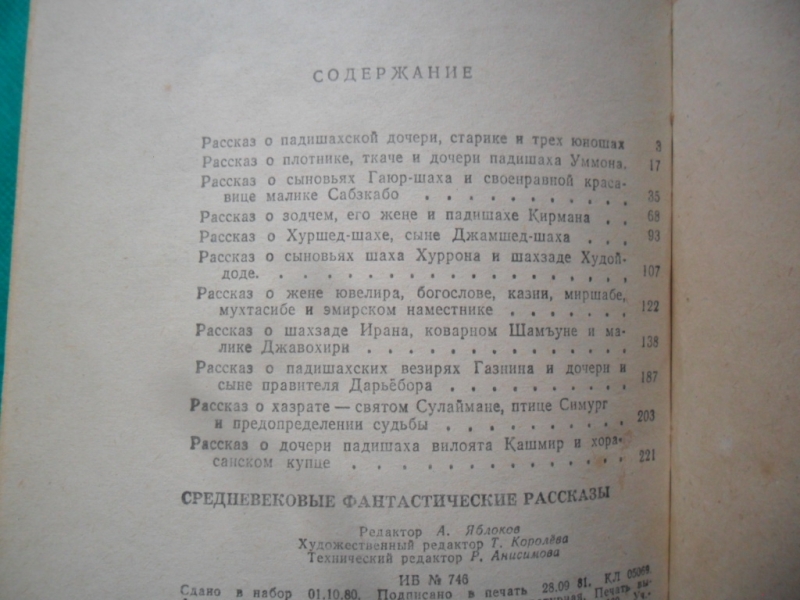 СОДЕРЖАНИЕ
Рассказ о падишахской дочери, старике и трех юношах 3
Рассказ о плотнике, ткаче и дочери падишаха Уммона. 17
Рассказ о сыновьях Гаюр-шаха и своенравной краса-
вице малике Сабзкабо . . . . . . . . . . . 35
Рассказ о зодчем, его жене и падишахе Кирмана . . 68
Рассказ о Хуршед-шахе, сыне Джамшед-шаха . . . 93
Рассказ о сыновьях шаха Хуррона и шахзаде Худой-
доде. . . . . . . . . . . . . . . . . . . 107
Рассказ о жене ювелира, богослове, казии, миршабе,
мухтасибе и эмирском наместнике . . . . . . . 122
Рассказ о шахзаде Ирана, коварном Шамъуне и ма-
лике Джавохири . . . . . . . . . . . . . . 138
Рассказ о падишахских везирях Газнина и дочери и
сыне правителя Дарьёбора . . . . . . . . . . 187
Рассказ о хазрате — святом Сулаймане, птице Симург
и предопределении судьбы . . . . . . . . . . 203
Рассказ о дочери падишаха вилоята Қашмир и хора-
санском купце . . . . . . . . . . . . . . 221
СРЕДНЕВЕКОВЫЕ ФАНТАСТИЧЕСКИЕ РАССКАЗЫ
Редактор А. Яблоков
Художественный редактор Т. Королёва
Технический редактор Р. Анисимова
ИБ № 746
Сдано в набор 01.10.80. Подписано в печать 28.09 81. КЛ 05069.
Печать вы-